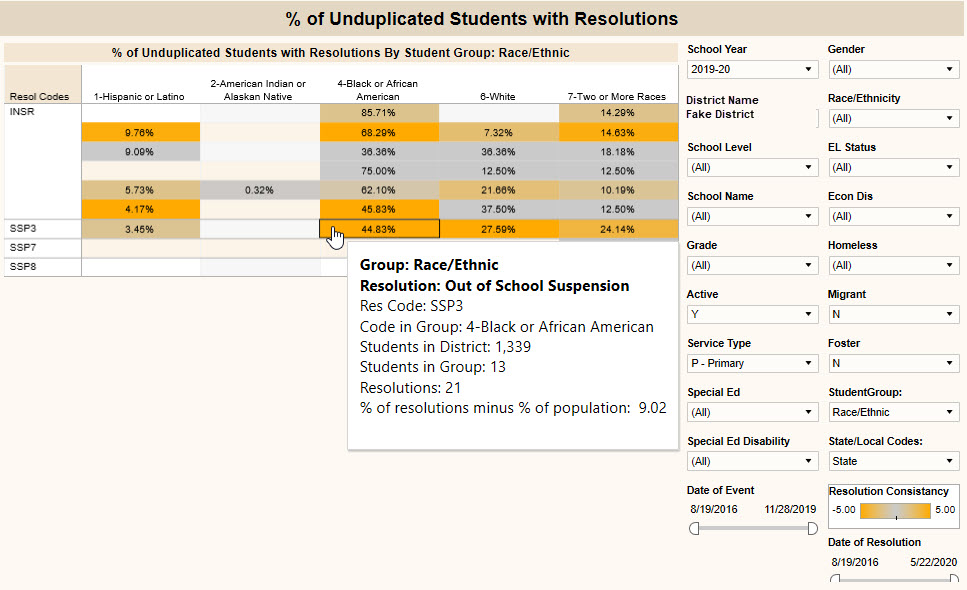 % of Unduplicated Students with Resolutions
% of Unduplicated Students with Resolutions By Student Group: Race/Ethnic
Resol Codes 1-Hispanic or Latino 2-American Indian or Alaskan Native 4-Black or African American 6-White 7-Two or More Races
INSR 85.71% 14.29%
9.76% 68.29% 7.32% 14.63%
9.09% 36.36% 36.36% 18.18%
75.00% 12.50% 12.50%
5.73% 0.32% 62.10% 21.66% 10.19%
4.17% 45.83% 37.50% 12.50%
SSP3 3.45% 44.83% 27.59% 24.14%
SSP7
SSP8
Group: Race/Ethnic
Resolution: Out of School Suspension
Res Code: SSP3
Code in Group: 4-Black or African American
Students in District: 1,339
Students in Group: 13
Resolutions: 21
% of resolutions minus % of population: 9.02
School Year Gender
2019-20 (All)
District Name Race/Ethnicity
Fake District (All)
School Level EL Status
(All) (All)
School Name Econ Dis
(All) (All)
Grade Homeless
(All) (All)
Active Migrant
Y N
Service Type Foster
P - Primary N
Special Ed StudentGroup:
(All) Race/Ethnic
Special Ed Disability State/Local Codes:
(All) State
Date of Event Resolution Consistancy
8/19/2016 11/28/2019 -5.00 5.00
Date of Resolution
8/19/2016 5/22/2020